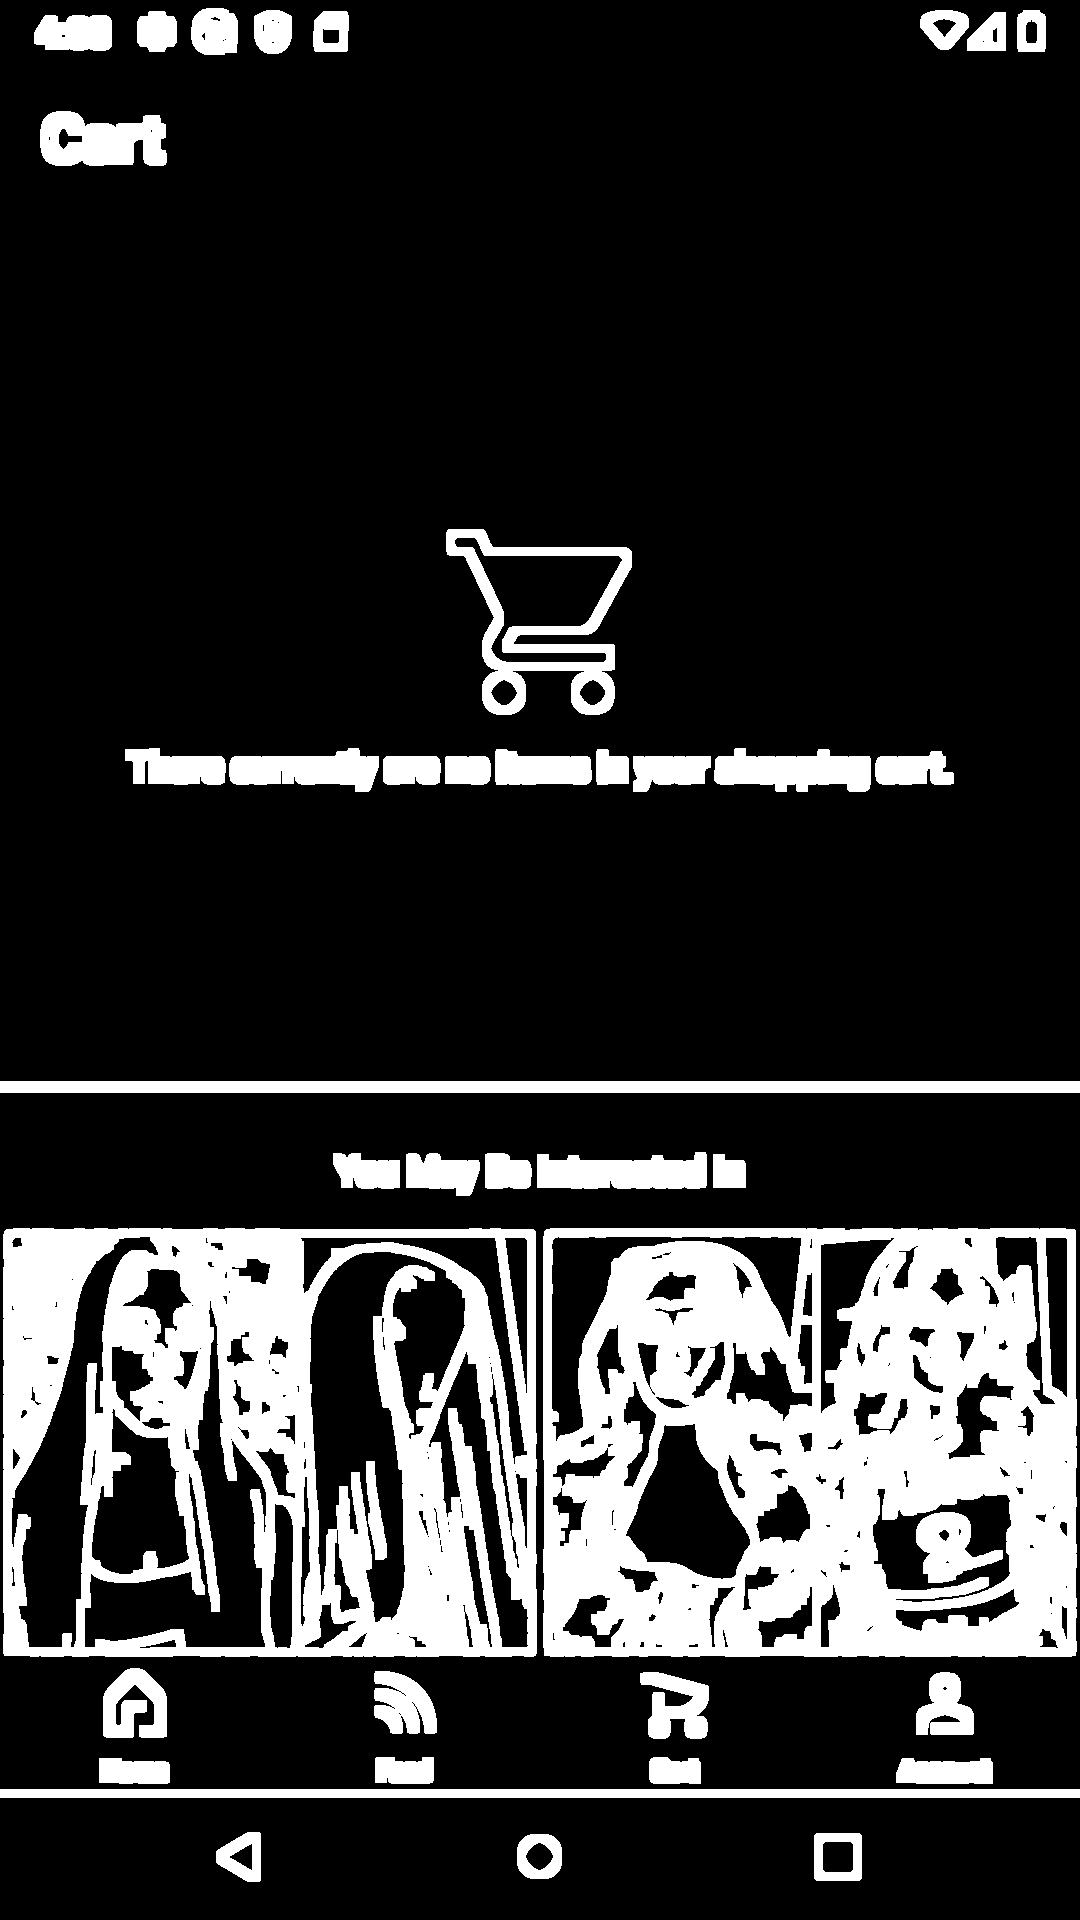 Cart
There currently are no items in your shopping cart.
You May Be Interested In
Home
Feed
Cart
Account